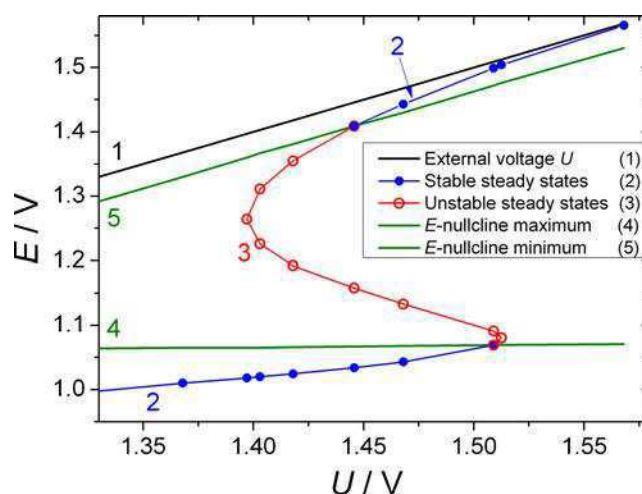 E / V
1.5
1.4
1.3
1.2
1.1
1.0
1
2
5
3
4
2
External voltage U (1)
Stable steady states (2)
Unstable steady states (3)
E-nullcline maximum (4)
E-nullcline minimum (5)
1.35 1.40 1.45 1.50 1.55
U / V